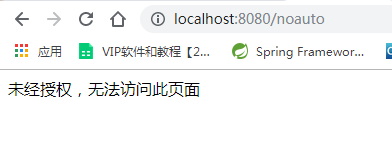 localhost:8080/noauto
应用
VIP软件和教程【2...
Spring Framewor...
未经授权，无法访问此页面